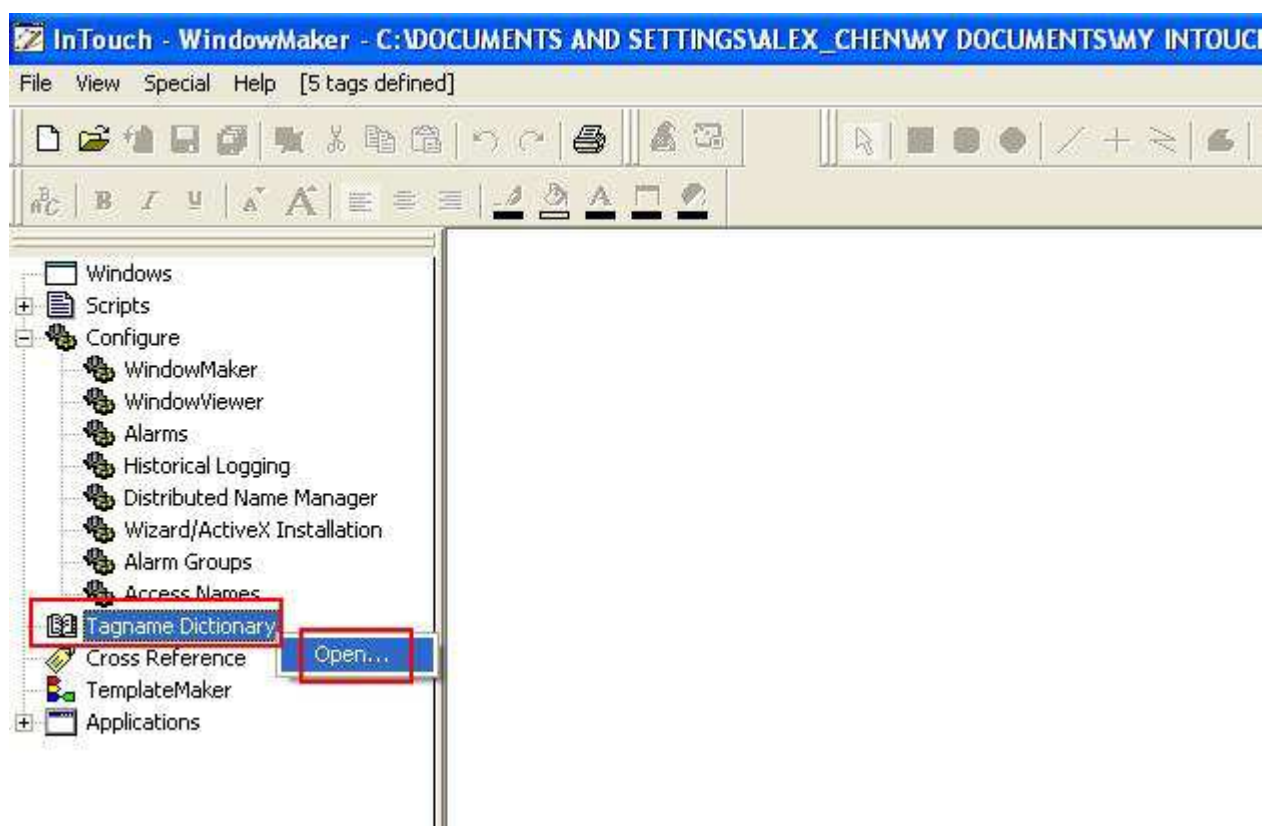 InTouch - WindowMaker - C:\DOCUMENTS AND SETTINGS\ALEX_CHEN\MY DOCUMENTS\MY INTOUCH
File View Special Help [5 tags defined]
B I U A A A
Windows
Scripts
Configure
WindowMaker
WindowViewer
Alarms
Historical Logging
Distributed Name Manager
Wizard/ActiveX Installation
Alarm Groups
Access Names
Tagname Dictionary
Open...
Cross Reference
TemplateMaker
Applications